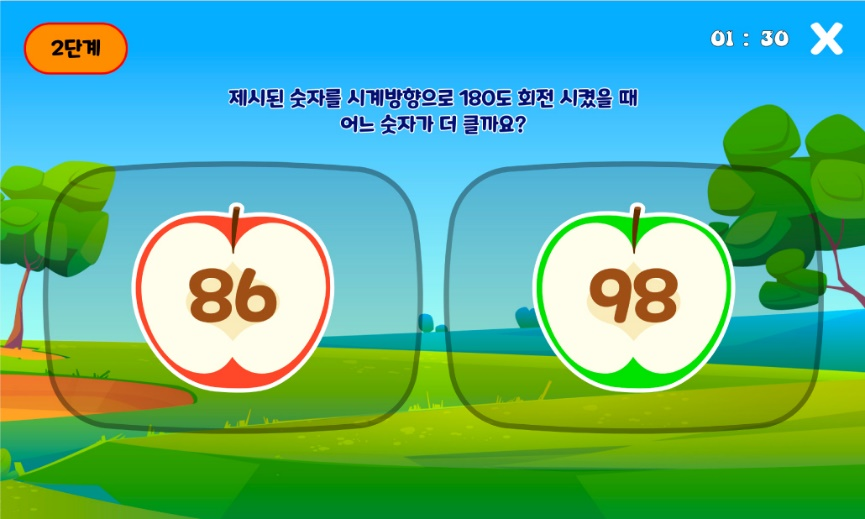 2단계
01 : 30
X
제시된 숫자를 시계방향으로 180도 회전 시켰을 때
어느 숫자가 더 클까요?
86
98